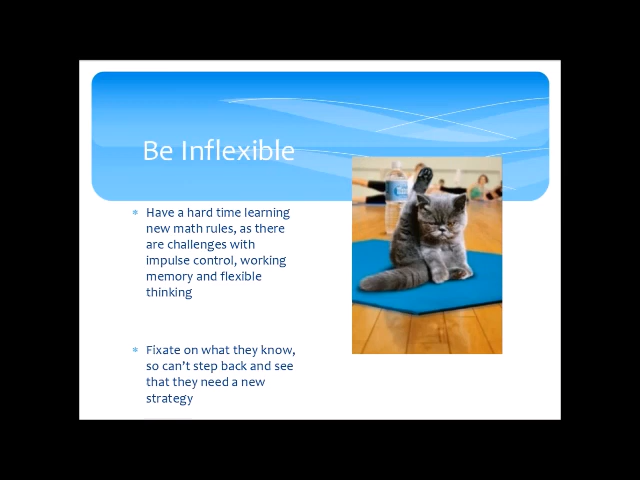 Be Inflexible
* Have a hard time learning
new math rules, as there
are challenges with
impulse control, working
memory and flexible
thinking
* Fixate on what they know,
so can't step back and see
that they need a new
strategy